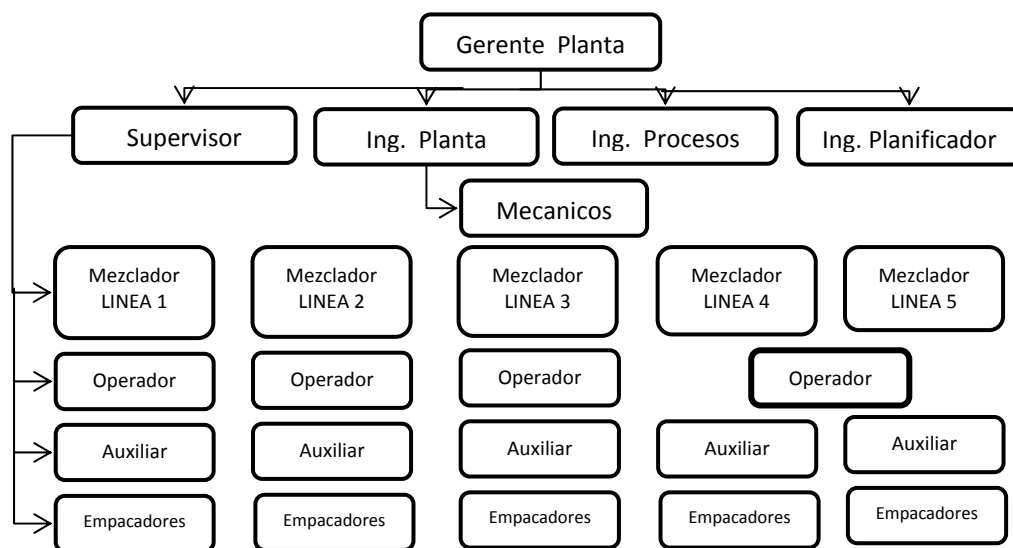 Gerente Planta
Supervisor
Ing. Planta
Ing. Procesos
Ing. Planificador
Mecanicos
Mezclador
LINEA 1
Mezclador
LINEA 2
Mezclador
LINEA 3
Mezclador
LINEA 4
Mezclador
LINEA 5
Operador
Operador
Operador
Operador
Auxiliar
Auxiliar
Auxiliar
Auxiliar
Auxiliar
Empacadores
Empacadores
Empacadores
Empacadores
Empacadores